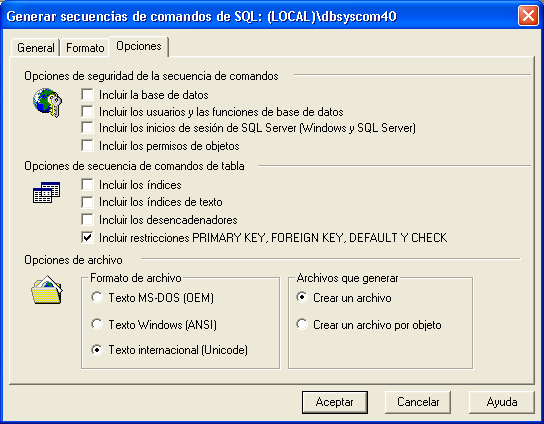 Generar secuencias de comandos de SQL: (LOCAL)\dbsyscom40
General Formato Opciones
Opciones de seguridad de la secuencia de comandos
Incluir la base de datos
Incluir los usuarios y las funciones de base de datos
Incluir los inicios de sesión de SQL Server (Windows y SQL Server)
Incluir los permisos de objetos
Opciones de secuencia de comandos de tabla
Incluir los índices
Incluir los índices de texto
Incluir los desencadenadores
Incluir restricciones PRIMARY KEY, FOREIGN KEY, DEFAULT Y CHECK
Opciones de archivo
Formato de archivo
Texto MS-DOS (OEM)
Texto Windows (ANSI)
Texto internacional (Unicode)
Archivos que generar
Crear un archivo
Crear un archivo por objeto
Aceptar Cancelar Ayuda